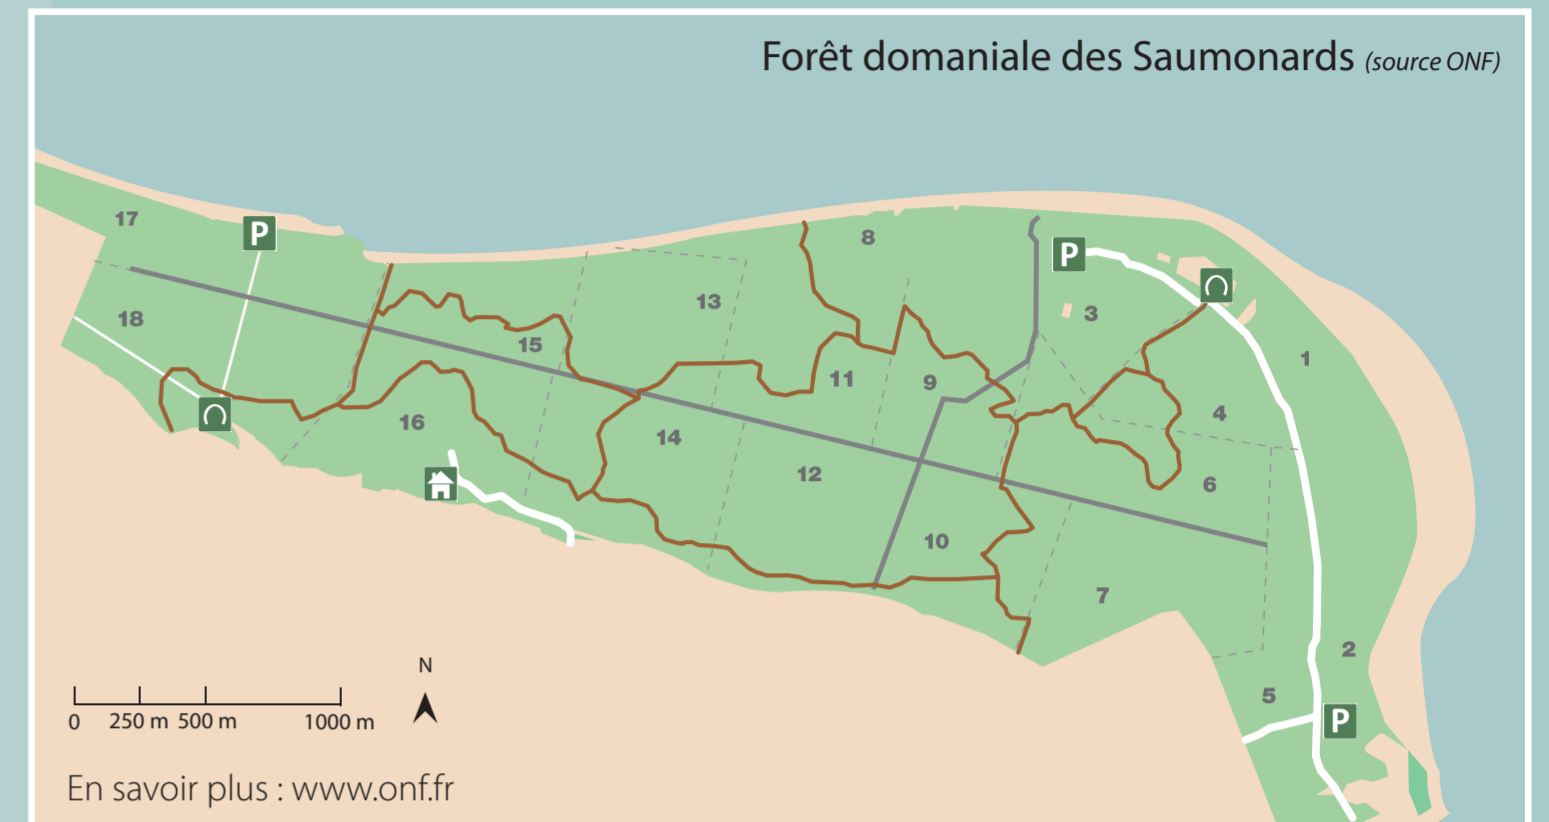 Forêt domaniale des Saumonards (source ONF)
17
P
8
P
18
13
3
15
1
11
9
16
4
14
12
6
10
7
2
5
P
N
0 250 m 500 m 1000 m
En savoir plus : www.onf.fr